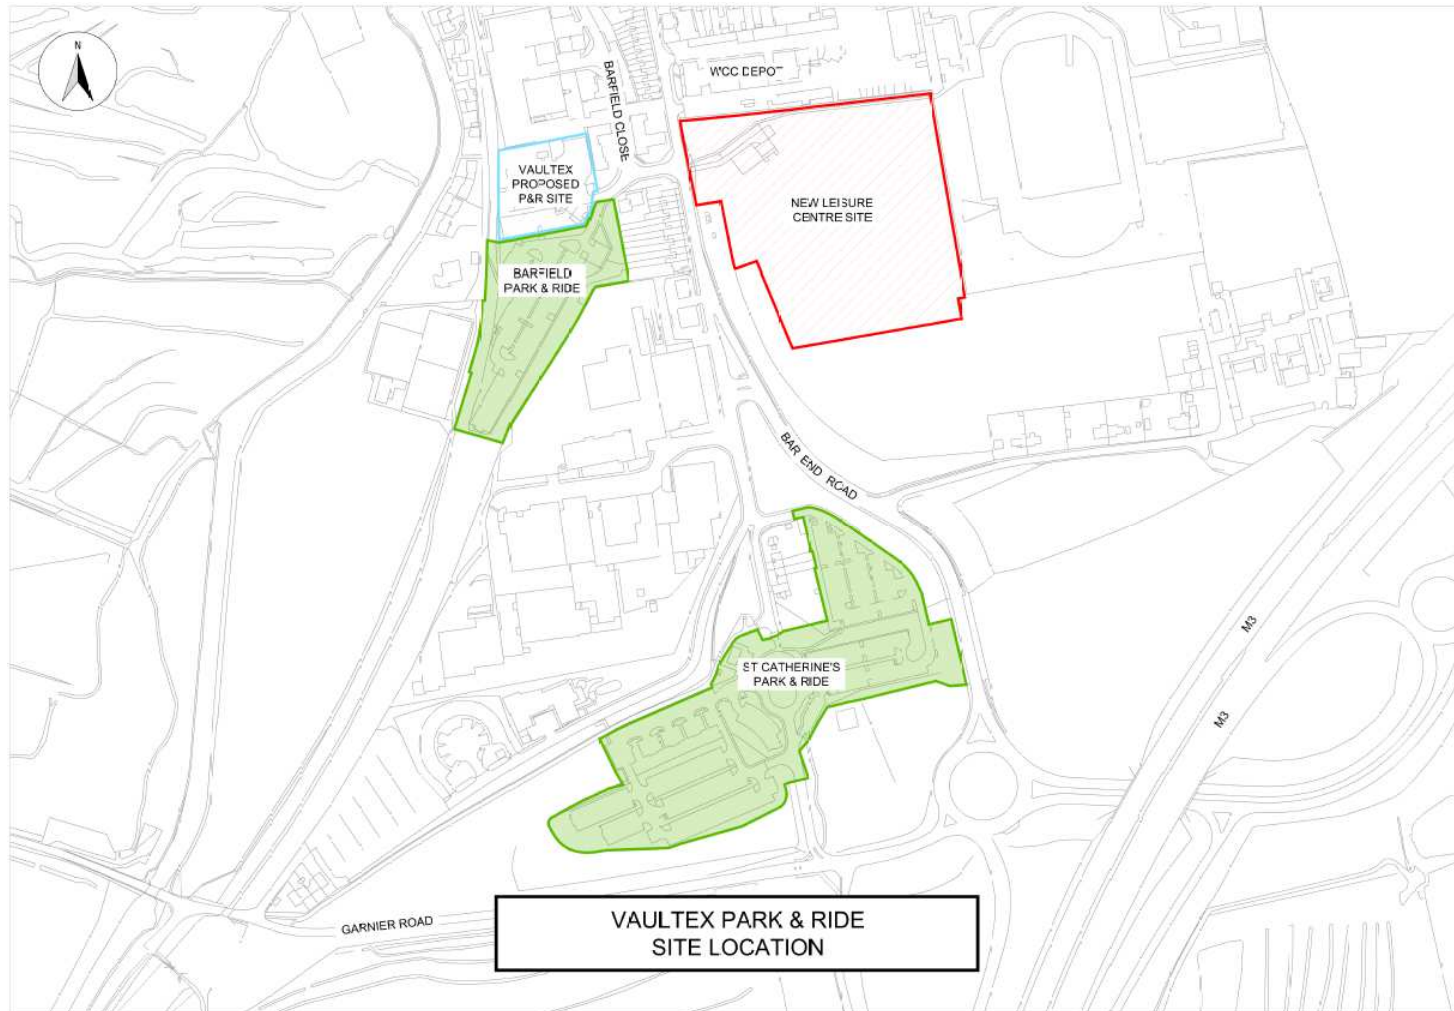 N
WCC DEPOT
BARFIELD CLOSE
VAULTEX
PROPOSED
P&R SITE
NEW LEISURE
CENTRE SITE
BARFIELD
PARK & RIDE
BAR END ROAD
M3
ST CATHERINE'S
PARK & RIDE
M3
GARNIER ROAD
VAULTEX PARK & RIDE
SITE LOCATION